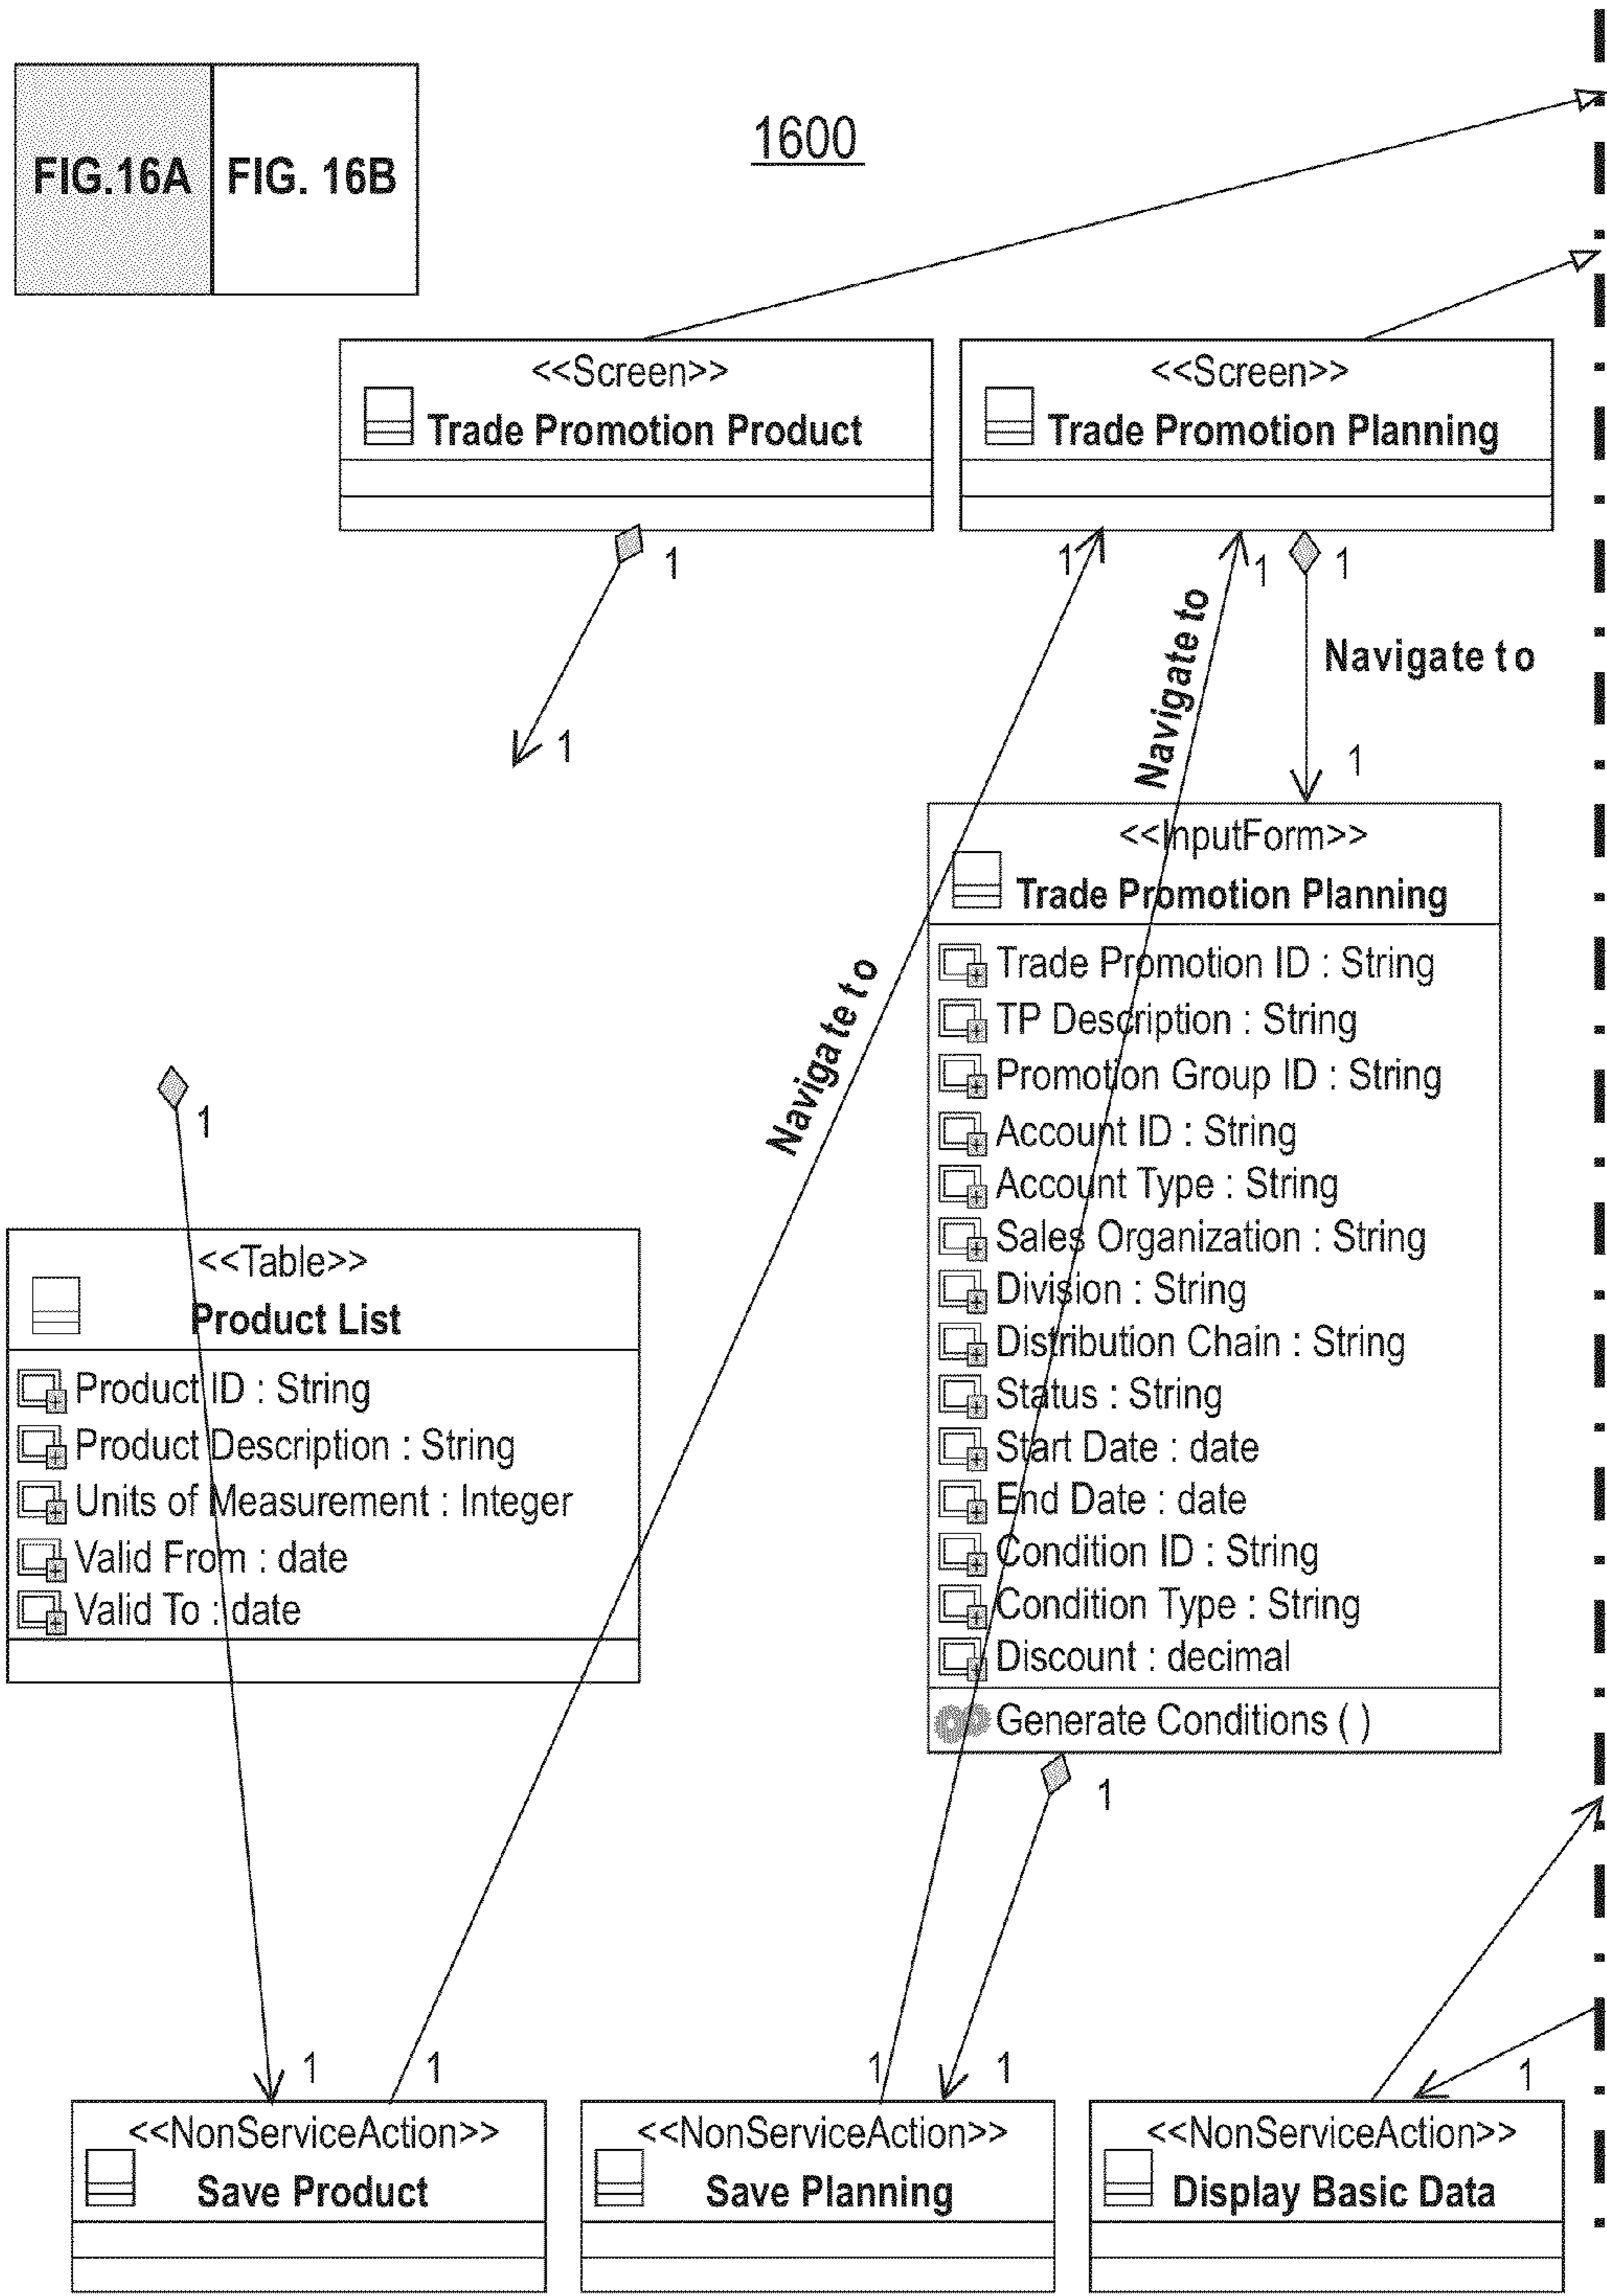 FIG.16A
FIG. 16B
1600
<<Screen>>
Trade Promotion Product
<<Screen>>
Trade Promotion Planning
1
1
1
1
Navigate to
Navigate to
1
1
<<InputForm>>
Trade Promotion Planning
Trade Promotion ID : String
TP Description : String
Promotion Group ID : String
Account ID : String
Account Type : String
Sales Organization : String
Division : String
Distribution Chain : String
Status : String
Start Date : date
End Date : date
Condition ID : String
Condition Type : String
Discount : decimal
Generate Conditions ( )
Navigate to
1
<<Table>>
Product List
Product ID : String
Product Description : String
Units of Measurement : Integer
Valid From : date
Valid To : date
1
1
1
1
1
1
<<NonServiceAction>>
Save Product
<<NonServiceAction>>
Save Planning
<<NonServiceAction>>
Display Basic Data